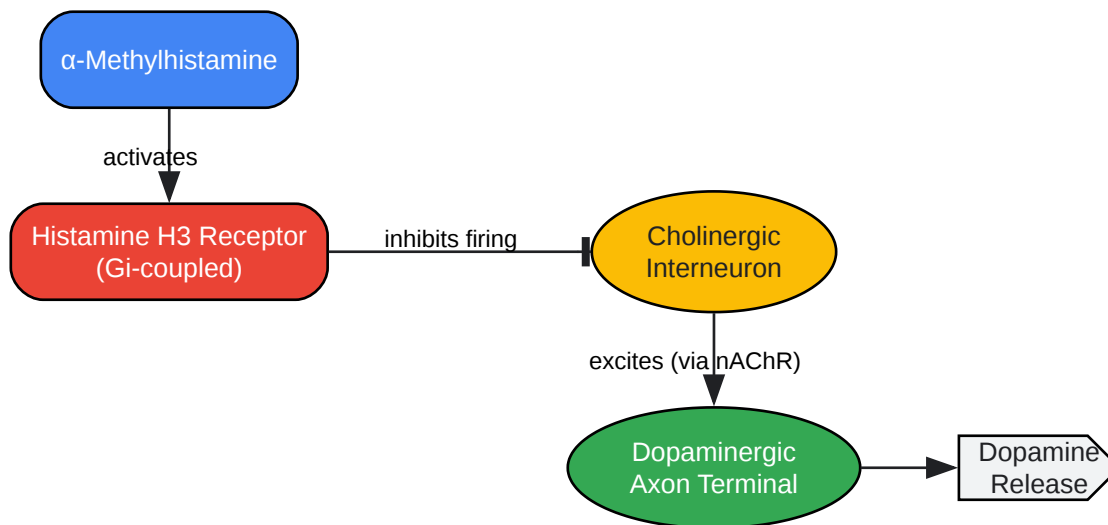 α-Methylhistamine
activates
Histamine H3 Receptor
(Gi-coupled)
inhibits firing
Cholinergic
Interneuron
excites (via nAChR)
Dopaminergic
Axon Terminal
Dopamine
Release